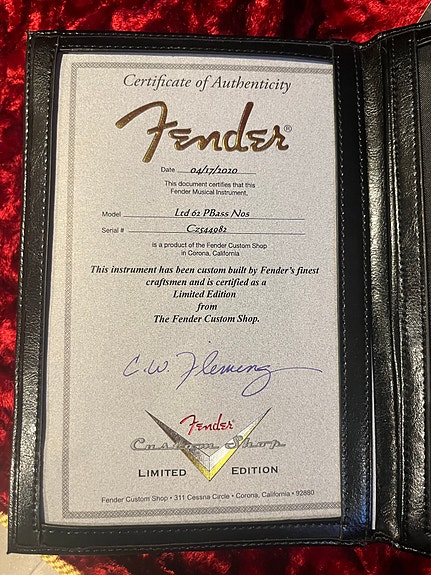 Certificate of Authenticity
Fender®
Date 04/17/2020
This document certifies that this
Fender Musical Instrument,
Model Ltd 62 PBass Nos
Serial # Cz544982
is a product of the Fender Custom Shop
in Corona, California
This instrument has been custom built by Fender's finest
craftsmen and is certified as a
Limited Edition
from
The Fender Custom Shop.
C.W. Fleming
Fender
Custom Shop
LIMITED EDITION
Fender Custom Shop • 311 Cessna Circle • Corona, California • 92880